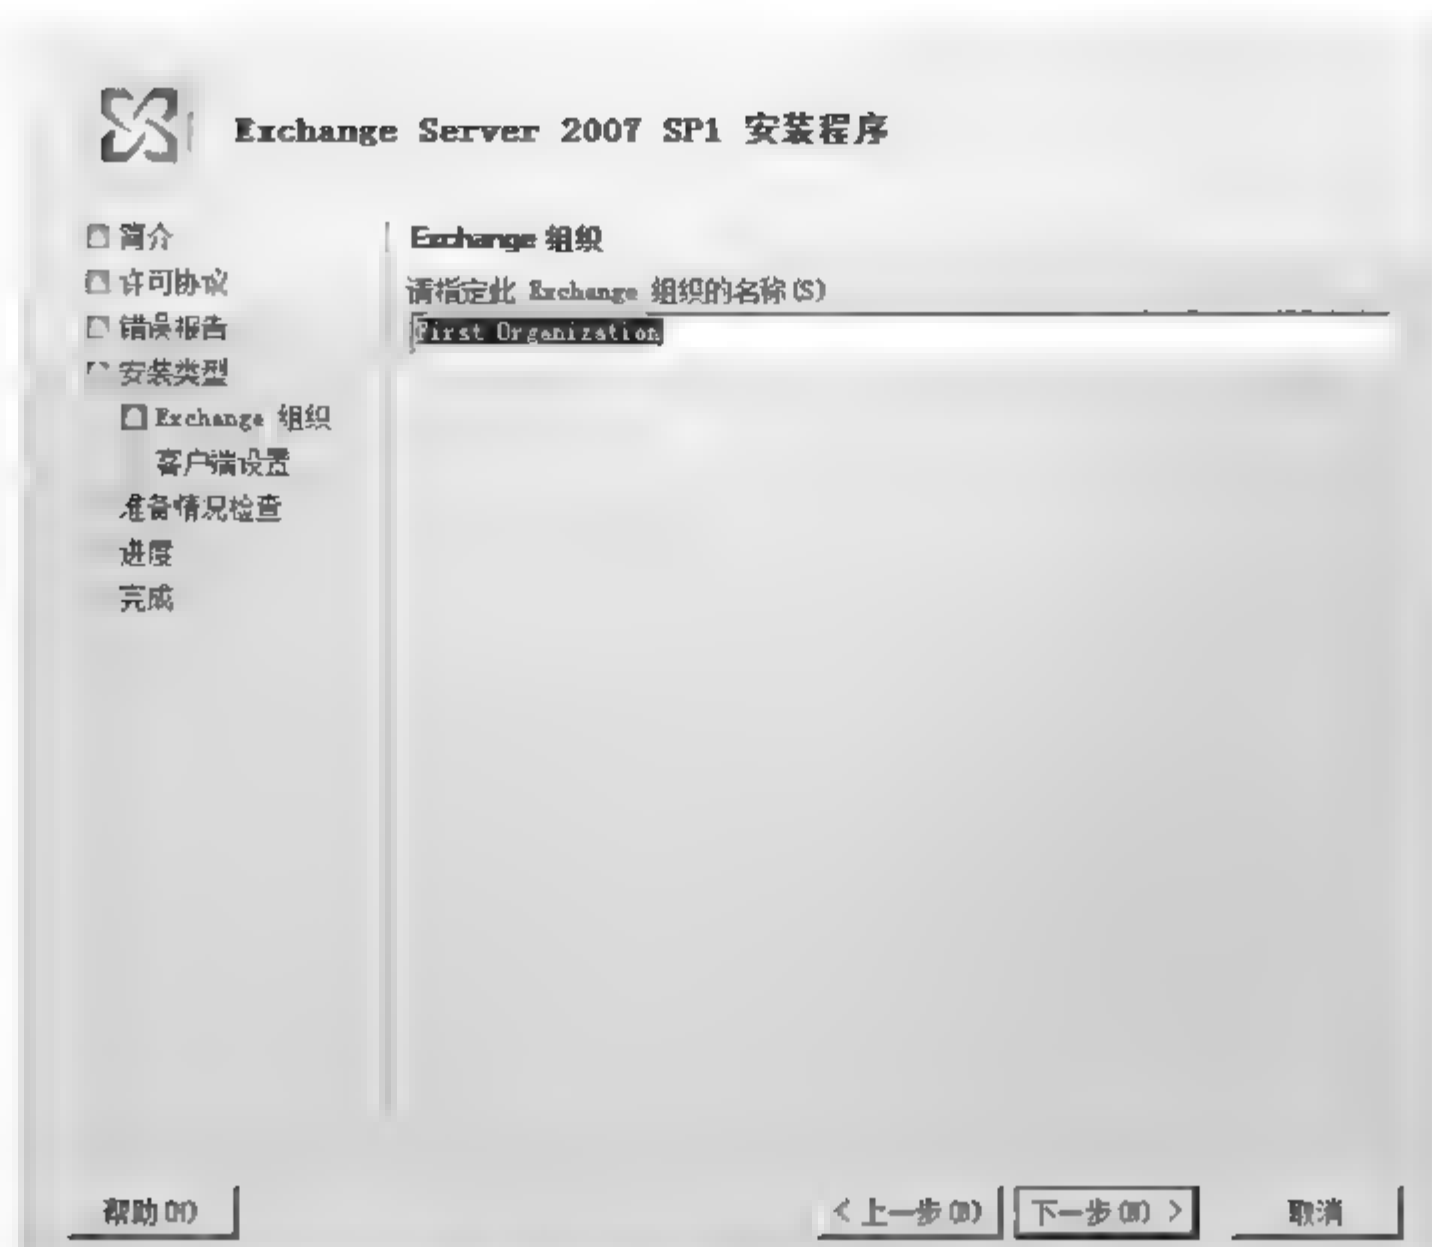 Exchange Server 2007 SP1 安装程序
简介
许可协议
错误报告
安装类型
Exchange 组织
客户端设置
准备情况检查
进度
完成
Exchange 组织
请指定此 Exchange 组织的名称(S)
First Organization
帮助(H)
< 上一步(B)
下一步(N) >
取消